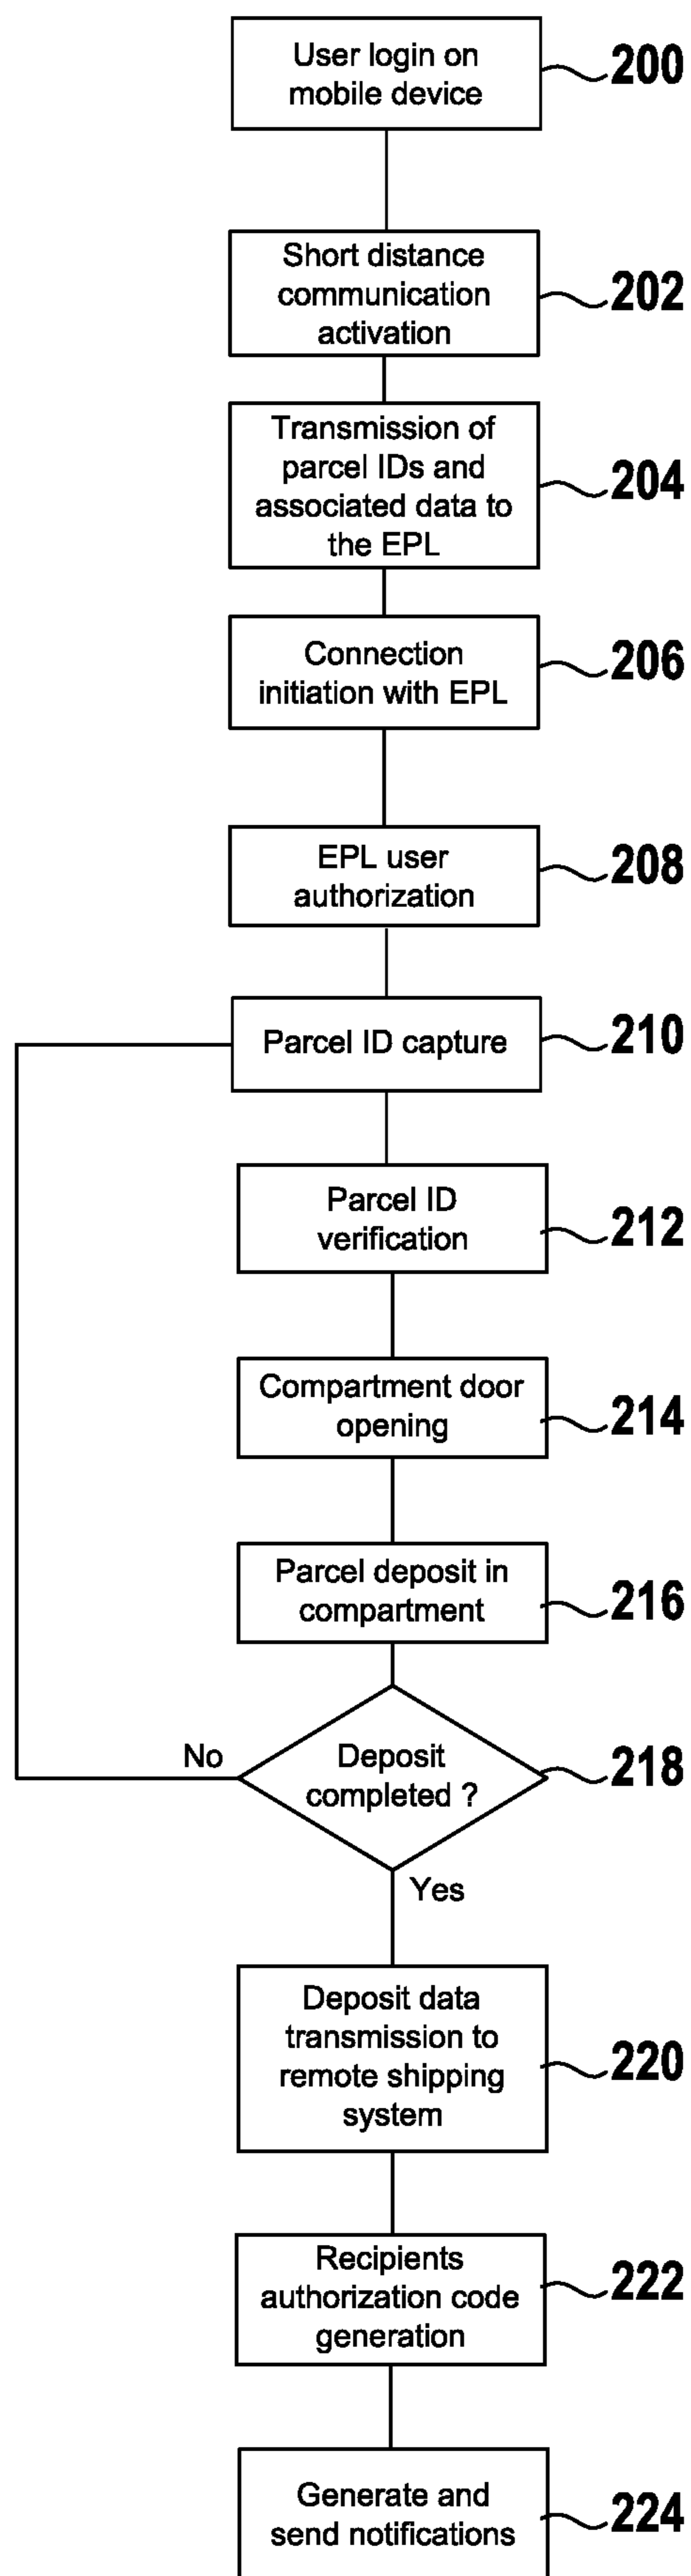 User login on
mobile device
200
Short distance
communication
activation
202
Transmission of
parcel IDs and
associated data to
the EPL
204
Connection
initiation with EPL
206
EPL user
authorization
208
Parcel ID capture
210
Parcel ID
verification
212
Compartment door
opening
214
Parcel deposit in
compartment
216
No
Deposit
completed ?
218
Yes
Deposit data
transmission to
remote shipping
system
220
Recipients
authorization code
generation
222
Generate and
send notifications
224